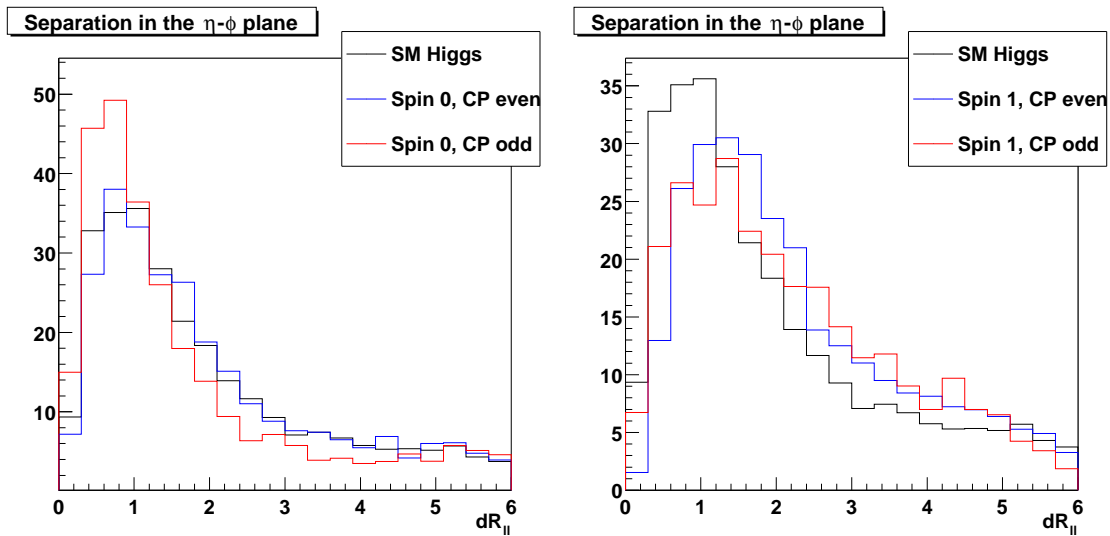 Separation in the η-ϕ plane
SM Higgs
Spin 0, CP even
Spin 0, CP odd
50
40
30
20
10
0 1 2 3 4 5 6
dR_ll
Separation in the η-ϕ plane
SM Higgs
Spin 1, CP even
Spin 1, CP odd
35
30
25
20
15
10
5
0
0 1 2 3 4 5 6
dR_ll